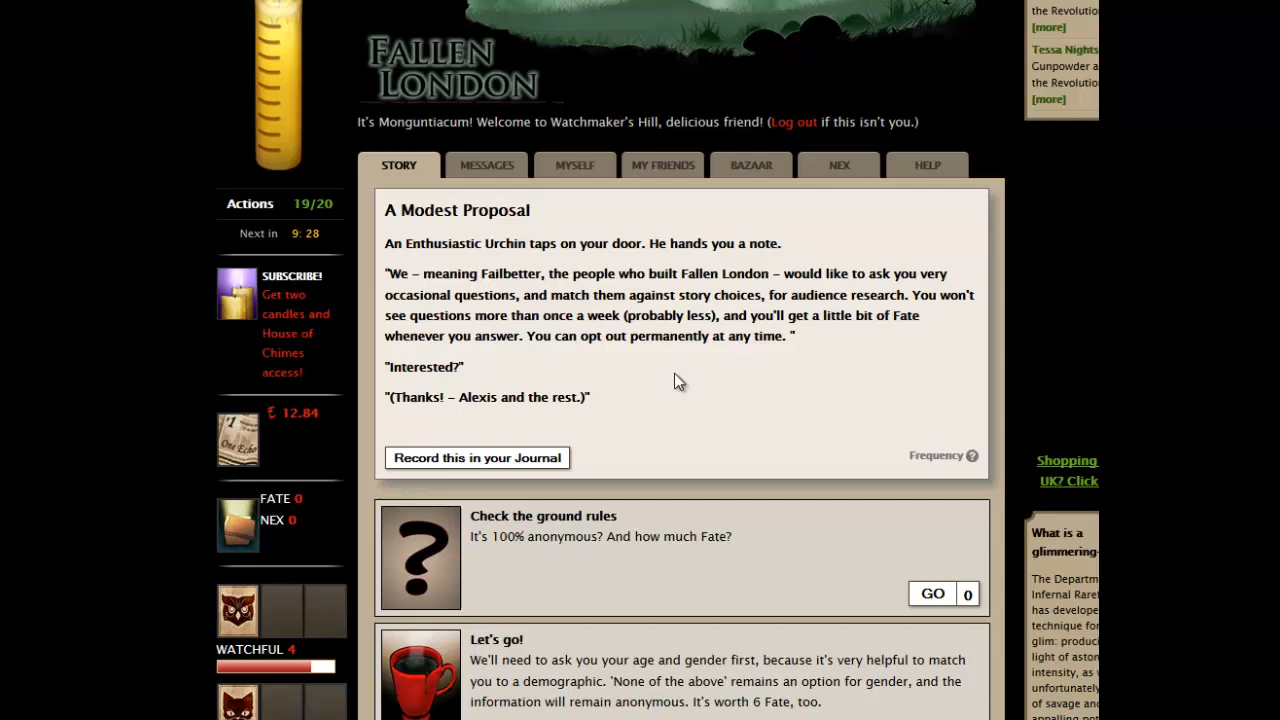 FALLEN
LONDON
It's Monguntiacum! Welcome to Watchmaker's Hill, delicious friend! (Log out if this isn't you.)
STORY MESSAGES MYSELF MY FRIENDS BAZAAR NEX HELP
Actions 19/20
Next in 9: 28
SUBSCRIBE!
Get two
candles and
House of
Chimes
access!
#1
One Echo
£ 12.84
FATE 0
NEX 0
WATCHFUL 4
A Modest Proposal
An Enthusiastic Urchin taps on your door. He hands you a note.
"We – meaning Failbetter, the people who built Fallen London – would like to ask you very
occasional questions, and match them against story choices, for audience research. You won't
see questions more than once a week (probably less), and you'll get a little bit of Fate
whenever you answer. You can opt out permanently at any time. "
"Interested?"
"(Thanks! – Alexis and the rest.)"
Record this in your Journal
Frequency ?
Check the ground rules
It's 100% anonymous? And how much Fate?
GO 0
Let's go!
We'll need to ask you your age and gender first, because it's very helpful to match
you to a demographic. 'None of the above' remains an option for gender, and the
information will remain anonymous. It's worth 6 Fate, too.
the Revolution
[more]
Tessa Nights
Gunpowder a
the Revolution
[more]
Shopping
UK? Click
What is a
glimmering-
The Departm
Infernal Rare
has develope
technique for
glim: produci
light of aston
intensity, as
unfortunately
of savage and
appalling pot